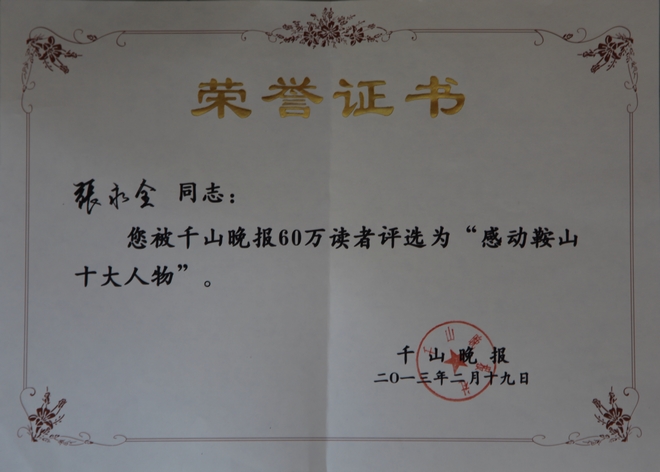 荣誉证书
張永全 同志：
您被千山晚报60万读者评选为“感动鞍山
十大人物”。
千山晚报
二〇一三年二月十九日